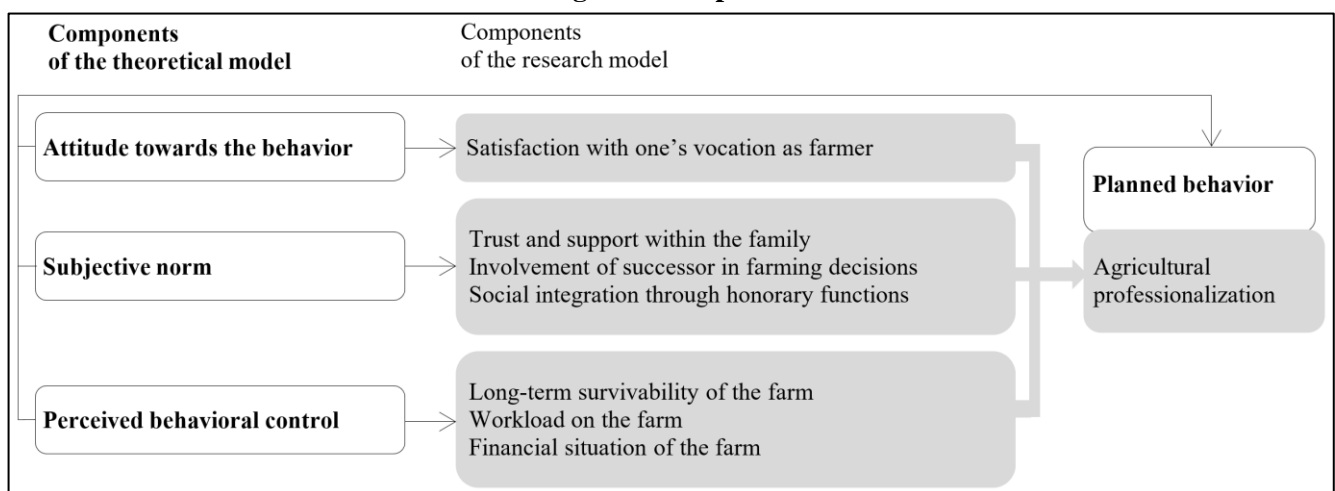 Components
of the theoretical model
Components
of the research model
Attitude towards the behavior
Satisfaction with one’s vocation as farmer
Planned behavior
Subjective norm
Trust and support within the family
Involvement of successor in farming decisions
Social integration through honorary functions
Agricultural
professionalization
Perceived behavioral control
Long-term survivability of the farm
Workload on the farm
Financial situation of the farm